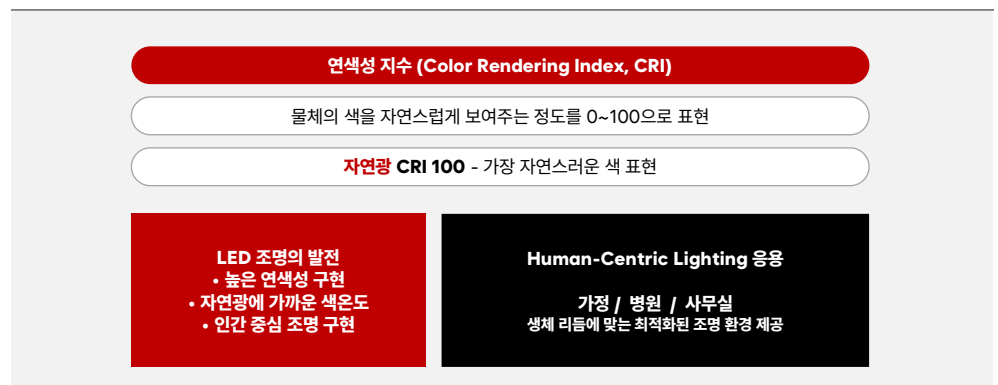 연색성 지수 (Color Rendering Index, CRI)
물체의 색을 자연스럽게 보여주는 정도를 0~100으로 표현
자연광 CRI 100 - 가장 자연스러운 색 표현
LED 조명의 발전
• 높은 연색성 구현
• 자연광에 가까운 색온도
• 인간 중심 조명 구현
Human-Centric Lighting 응용
가정 / 병원 / 사무실
생체 리듬에 맞는 최적화된 조명 환경 제공